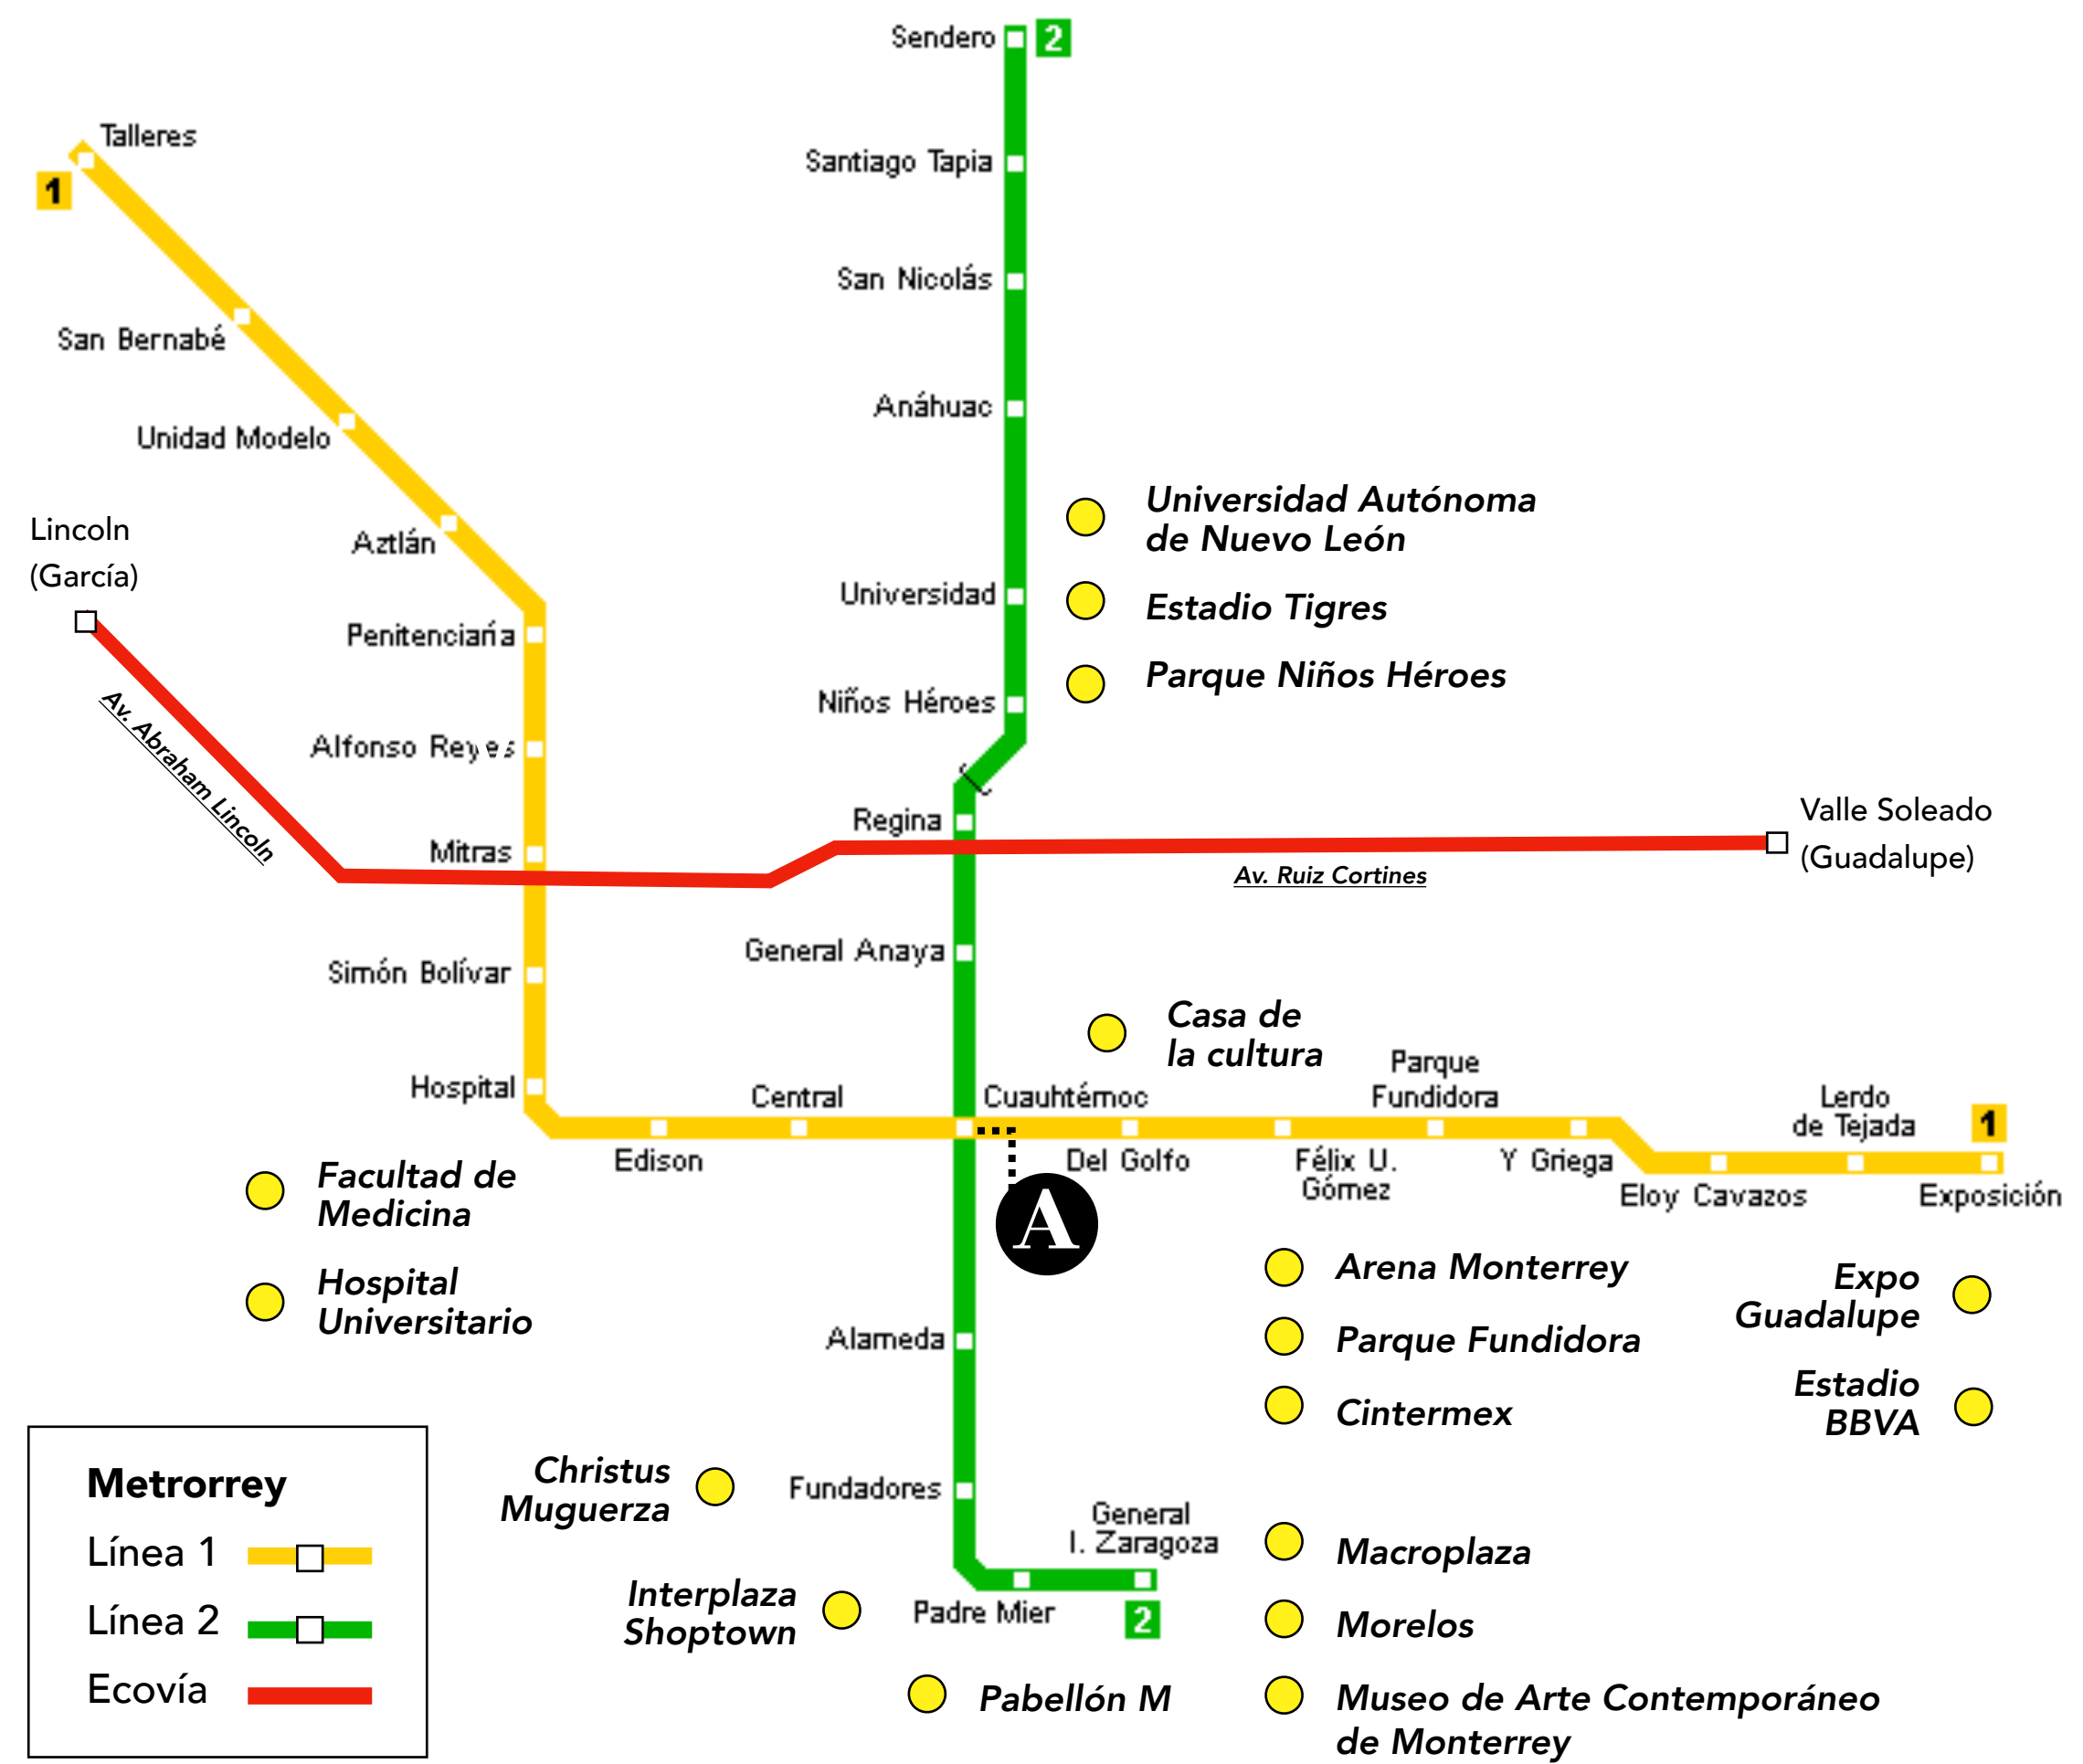 Sendero
2
Talleres
1
Santiago Tapia
San Nicolás
San Bernabé
Anáhuac
Unidad Modelo
Universidad Autónoma
de Nuevo León
Lincoln
(García)
Aztlán
Universidad
Estadio Tigres
Penitenciaría
Parque Niños Héroes
Niños Héroes
Av. Abraham Lincoln
Alfonso Reyes
Regina
Valle Soleado
(Guadalupe)
Mitras
Av. Ruiz Cortines
General Anaya
Simón Bolívar
Casa de
la cultura
Hospital
Central
Cuauhtémoc
Parque
Fundidora
Lerdo
de Tejada
1
Edison
Del Golfo
Félix U.
Gómez
Y Griega
Eloy Cavazos
Exposición
Facultad de
Medicina
A
Hospital
Universitario
Arena Monterrey
Parque Fundidora
Cintermex
Expo
Guadalupe
Estadio
BBVA
Alameda
Christus
Muguerza
Fundadores
General
I. Zaragoza
Interplaza
Shoptown
Padre Mier
2
Pabellón M
Macroplaza
Morelos
Museo de Arte Contemporáneo
de Monterrey
Metrorrey
Línea 1
Línea 2
Ecovía